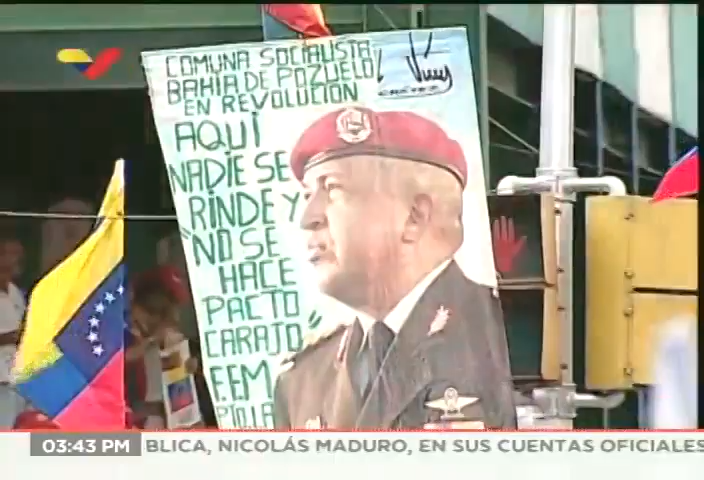 COMUNA SOCIALISTA
BAHIA DE POZUELO
EN REVOLUCION
AQUI
NADIE SE
RINDE Y
"NO SE
HACE
PACTO
CARAJO"
F.EM
03:43 PM
BLICA, NICOLÁS MADURO, EN SUS CUENTAS OFICIALES